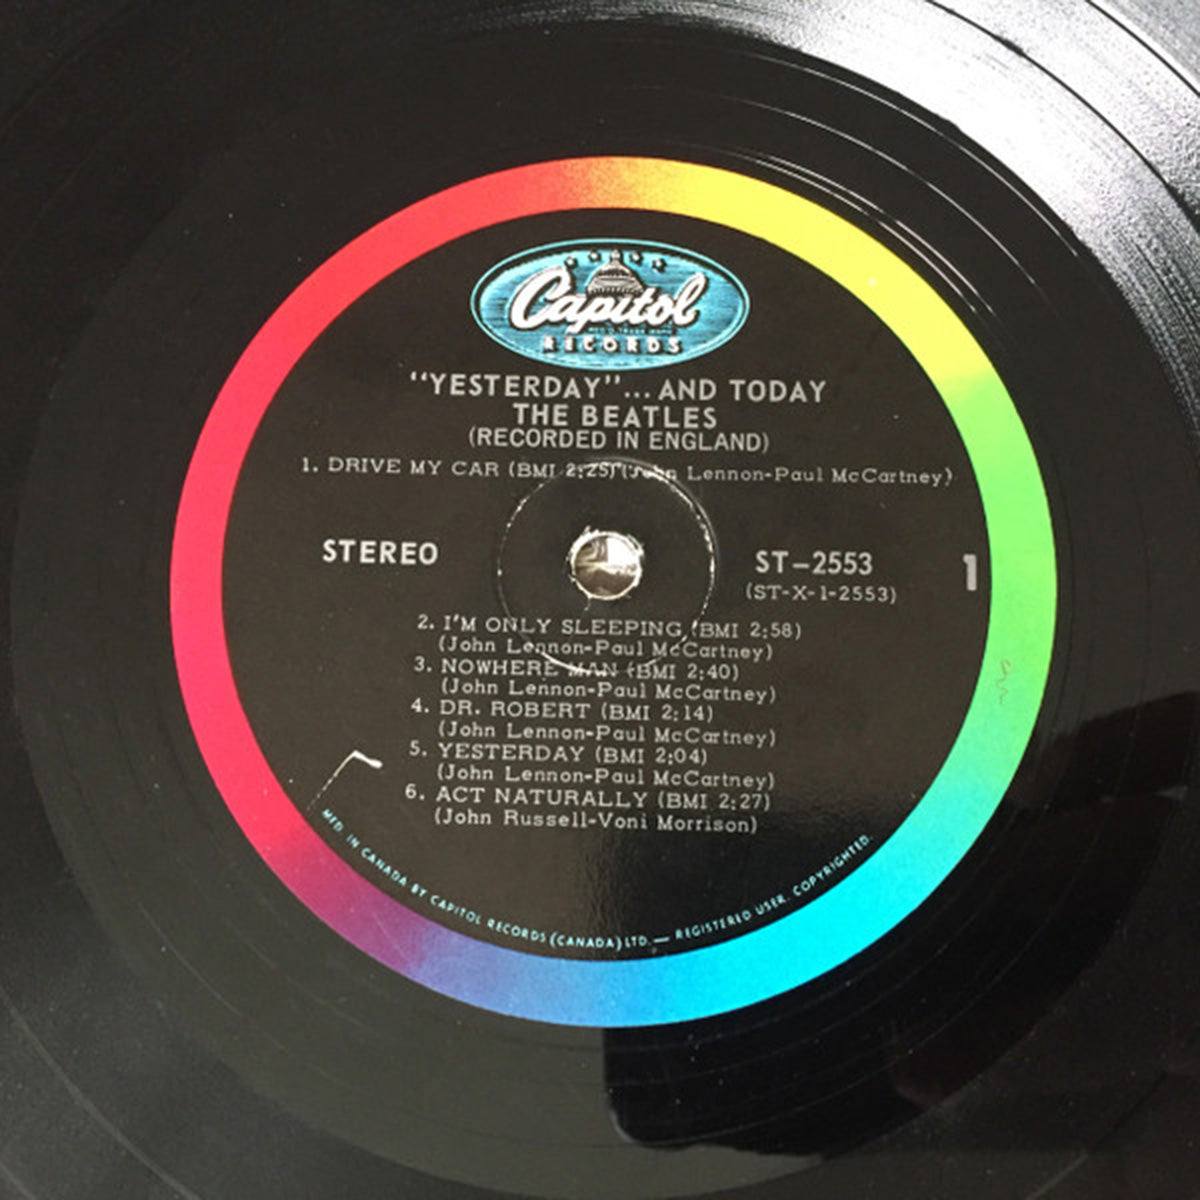 Capitol
RECORDS
"YESTERDAY"...AND TODAY
THE BEATLES
(RECORDED IN ENGLAND)
1. DRIVE MY CAR (BMI 2:25) (John Lennon-Paul McCartney)
STEREO
ST-2553
(ST-X-1-2553)
1
2. I'M ONLY SLEEPING (BMI 2:58)
(John Lennon-Paul McCartney)
3. NOWHERE MAN (BMI 2:40)
(John Lennon-Paul McCartney)
4. DR. ROBERT (BMI 2:14)
(John Lennon-Paul McCartney)
5. YESTERDAY (BMI 2:04)
(John Lennon-Paul McCartney)
6. ACT NATURALLY (BMI 2:27)
(John Russell-Voni Morrison)
MFD. IN CANADA BY CAPITOL RECORDS (CANADA) LTD. — REGISTERED USER. COPYRIGHTED.